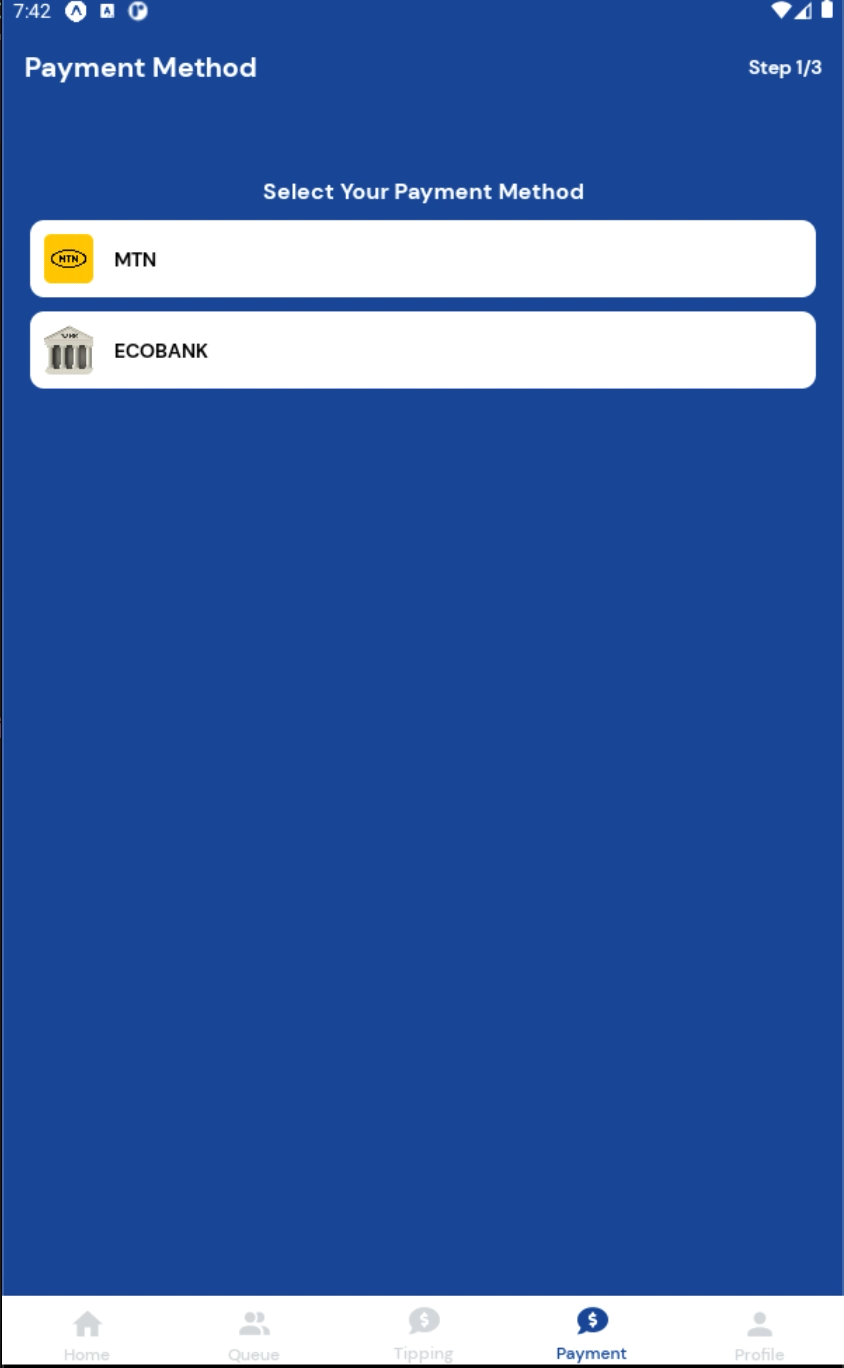 7:42
Payment Method
Step 1/3
Select Your Payment Method
MTN
MTN
ECOBANK
Home
Queue
Tipping
Payment
Profile